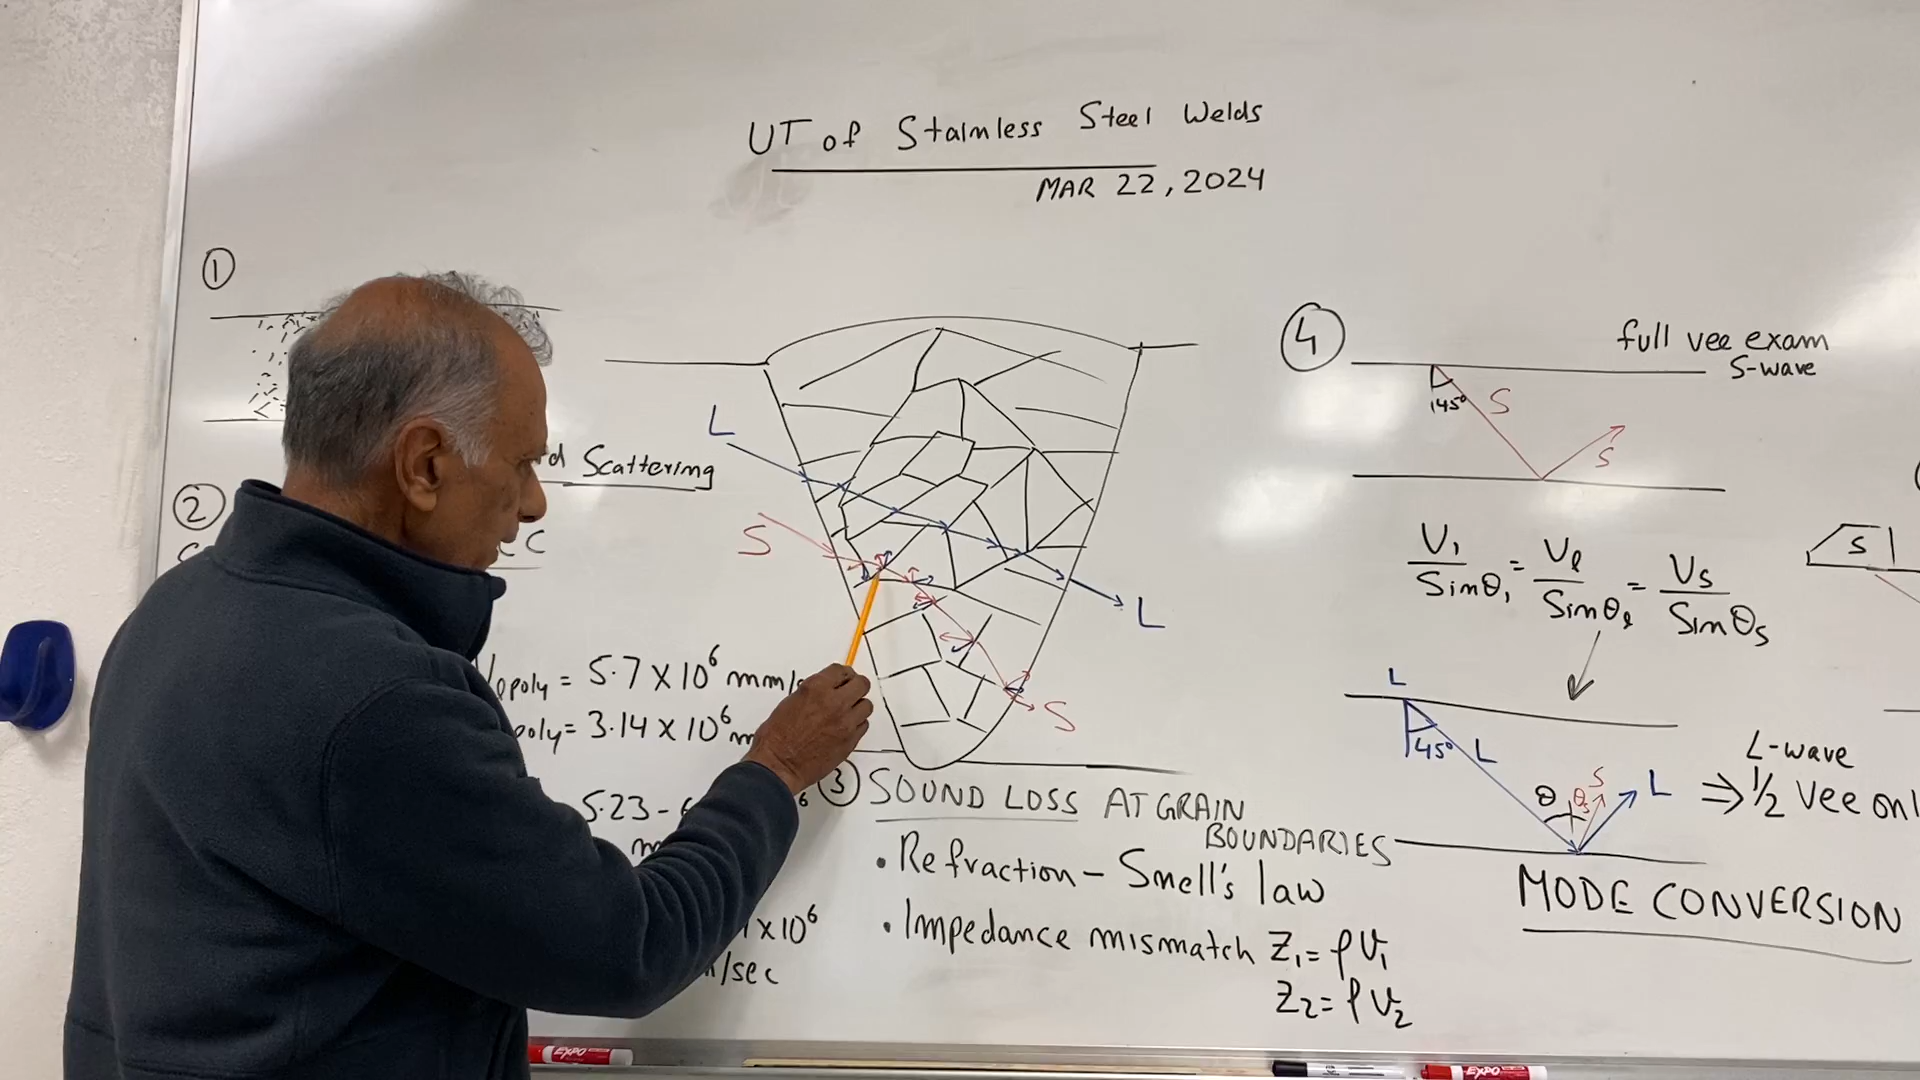 UT of Stainless Steel Welds
MAR 22, 2024
①
Scattering
②
poly = 5.7 X 10⁶ mm/s
poly = 3.14 X 10⁶ m
5.23 - 6
x 10⁶
/sec
L
S
L
S
③ SOUND LOSS AT GRAIN
BOUNDARIES
• Refraction - Snell's law
• Impedance mismatch Z₁ = ρV₁
Z₂ = ρV₂
④
full vee exam
S-wave
45°
S
S
V₁/Sinθ₁ = Vℓ/Sinθℓ = Vs/Sinθs
L
45°
L
θ
θs
S
L
L-wave
⇒ 1/2 Vee onl
MODE CONVERSION
S
EXPO
EXPO